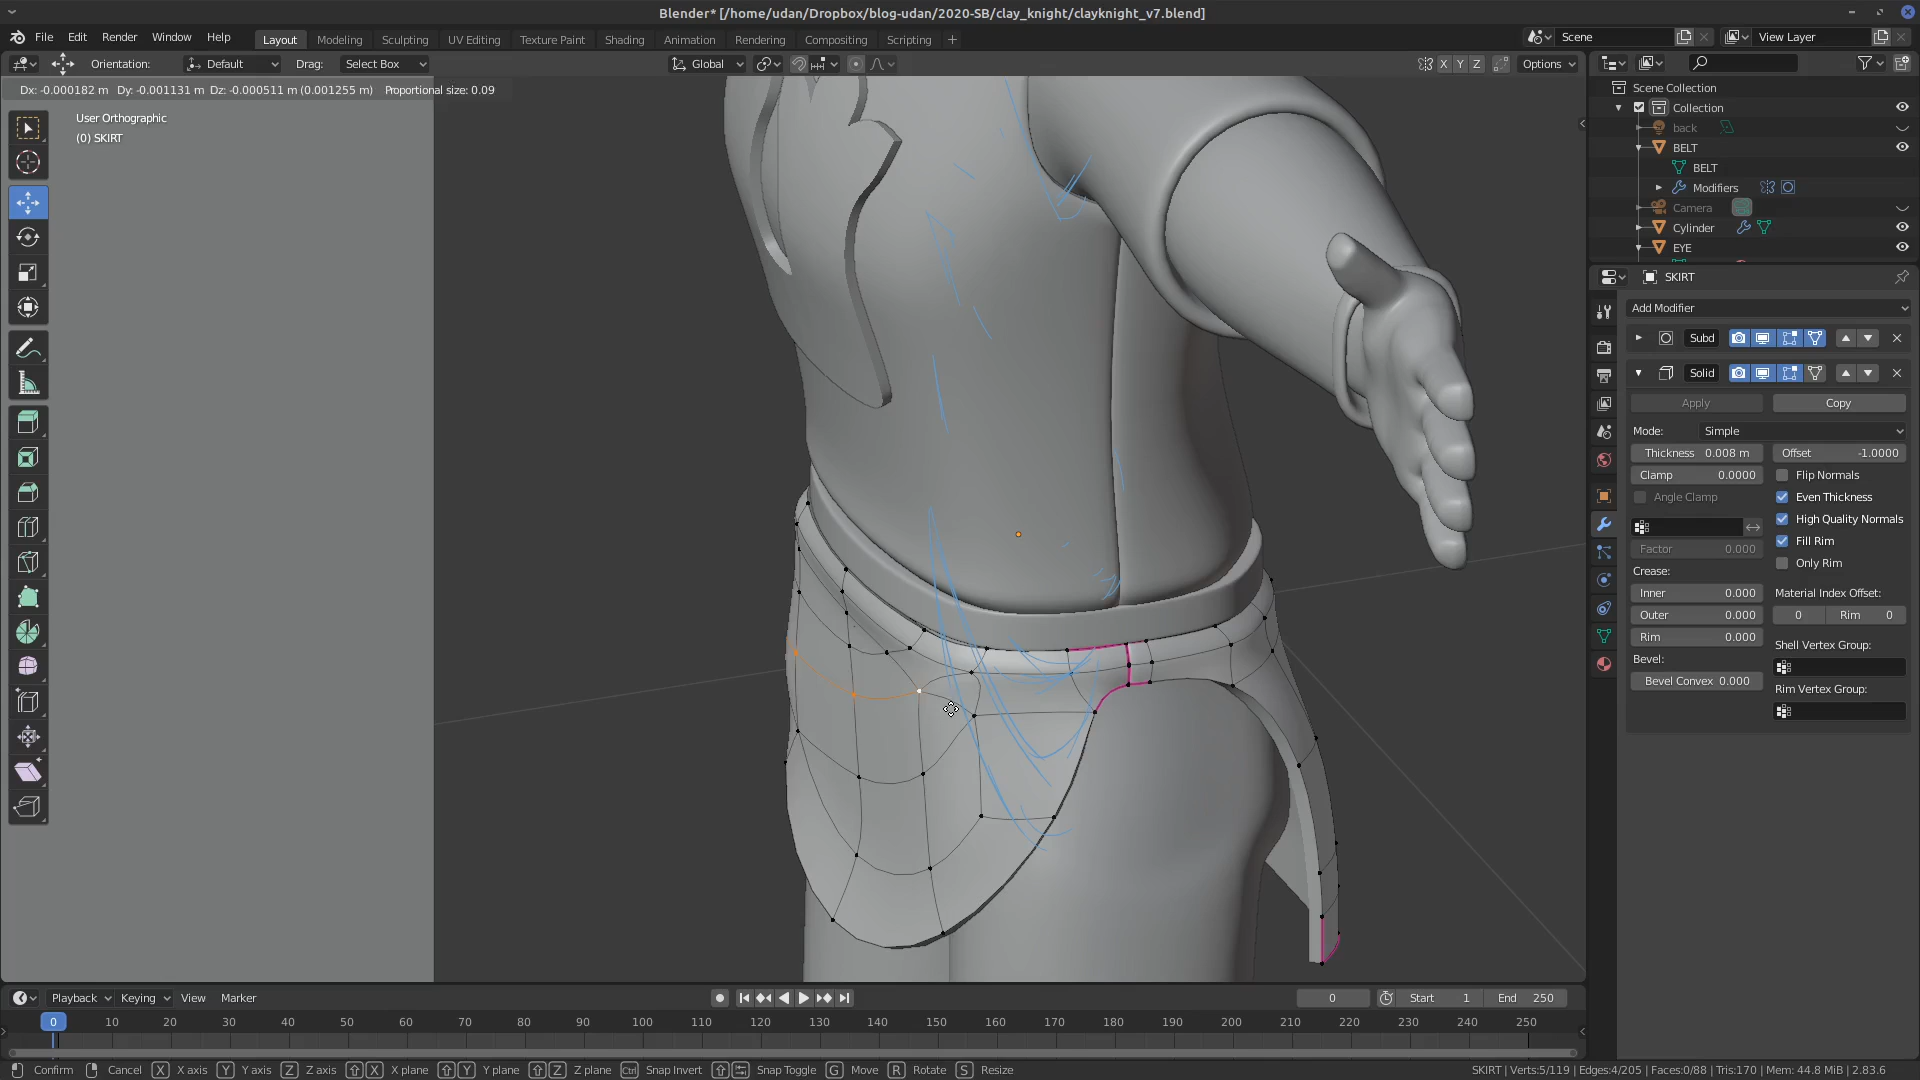 Blender* [/home/udan/Dropbox/blog-udan/2020-SB/clay_knight/clayknight_v7.blend]
File Edit Render Window Help Layout Modeling Sculpting UV Editing Texture Paint Shading Animation Rendering Compositing Scripting + Scene View Layer
Orientation: Default Drag: Select Box Global X Y Z Options
Dx: -0.000182 m Dy: -0.001131 m Dz: -0.000511 m (0.001255 m) Proportional size: 0.09
User Orthographic
(0) SKIRT
Scene Collection
Collection
back
BELT
BELT
Modifiers
Camera
Cylinder
EYE
SKIRT
Add Modifier
Subd
Solid
Apply Copy
Mode: Simple
Thickness 0.008 m Offset -1.0000
Clamp 0.0000 Flip Normals
Angle Clamp Even Thickness
High Quality Normals
Factor 0.000 Fill Rim
Crease: Only Rim
Inner 0.000 Material Index Offset:
Outer 0.000 0 Rim 0
Rim 0.000 Shell Vertex Group:
Bevel:
Bevel Convex 0.000 Rim Vertex Group:
Playback Keying View Marker 0 Start 1 End 250
0 10 20 30 40 50 60 70 80 90 100 110 120 130 140 150 160 170 180 190 200 210 220 230 240 250
Confirm Cancel X X axis Y Y axis Z Z axis X X plane Y Y plane Z Z plane Ctrl Snap Invert Snap Toggle G Move R Rotate S Resize SKIRT | Verts:5/119 | Edges:4/205 | Faces:0/88 | Tris:170 | Mem: 44.8 MiB | 2.83.6